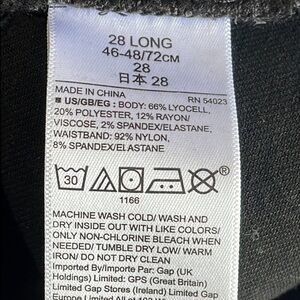 28 LONG
46-48/72CM
28
日本 28
MADE IN CHINA RN 54023
■ US/GB/EG : BODY: 66% LYOCELL,
20% POLYESTER, 12% RAYON/
VISCOSE, 2% SPANDEX/ELASTANE,
WAISTBAND: 92% NYLON,
8% SPANDEX/ELASTANE
30
1166
MACHINE WASH COLD/ WASH AND
DRY INSIDE OUT WITH LIKE COLORS/
ONLY NON-CHLORINE BLEACH WHEN
NEEDED/ TUMBLE DRY LOW/ WARM
IRON/ DO NOT DRY CLEAN
Imported By/Importe Par: Gap (UK
Holdings) Limited: GPS (Great Britain)
Limited Gap Stores (Ireland) Limited Gap
Europe Limited All of